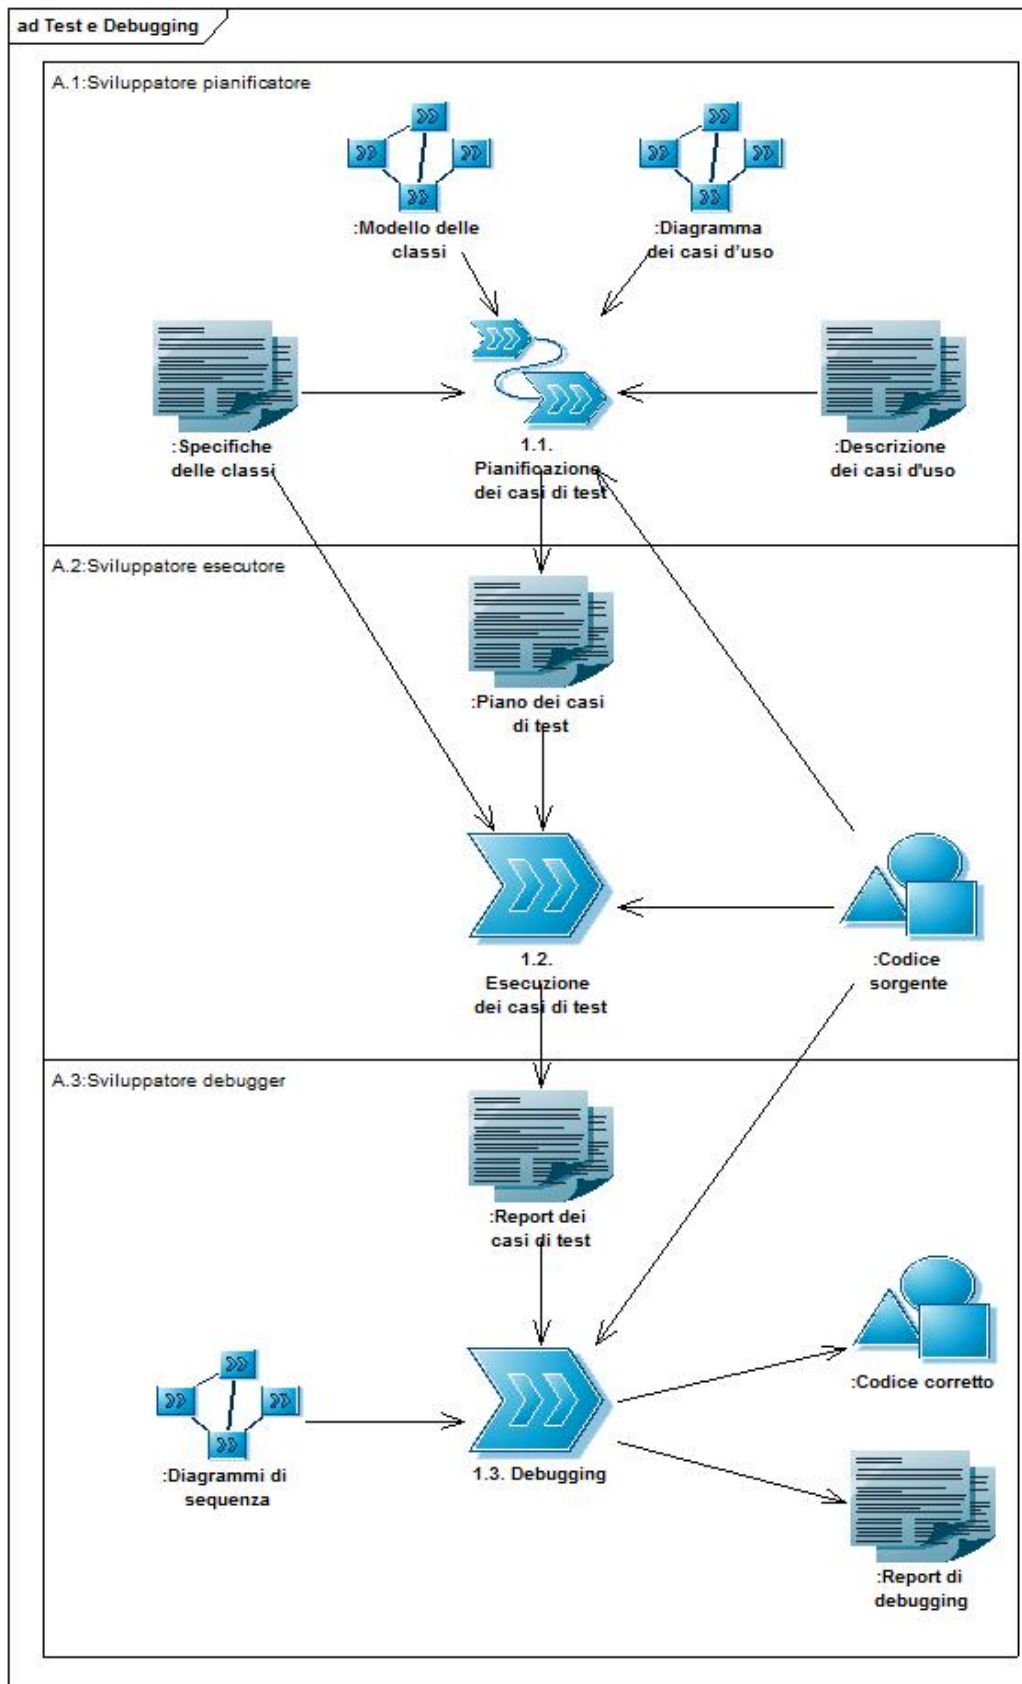 ad Test e Debugging
A.1:Sviluppatore pianificatore
:Modello delle
classi
:Diagramma
dei casi d'uso
:Specifiche
delle classi
1.1.
Pianificazione
dei casi di test
:Descrizione
dei casi d'uso
A.2:Sviluppatore esecutore
:Piano dei casi
di test
1.2.
Esecuzione
dei casi di test
:Codice
sorgente
A.3:Sviluppatore debugger
:Report dei
casi di test
:Codice corretto
:Diagrammi di
sequenza
1.3. Debugging
:Report di
debugging